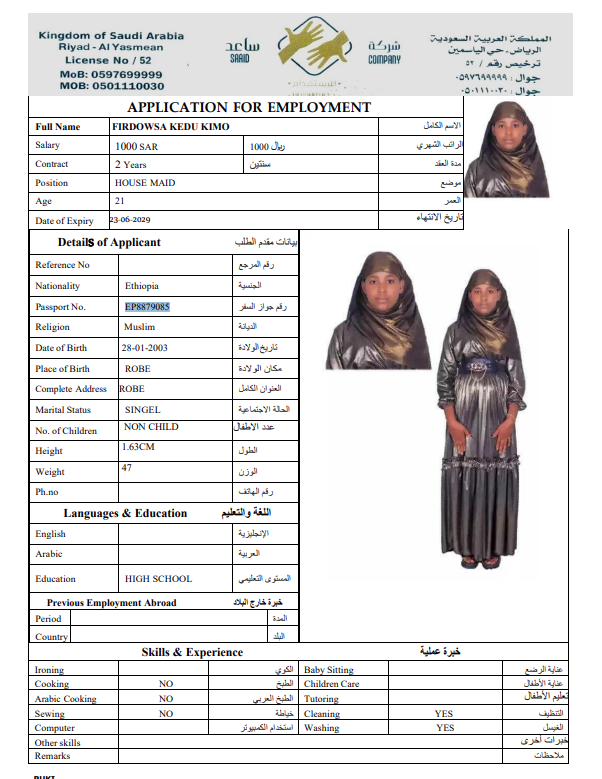 Kingdom of Saudi Arabia
Riyad - Al Yasmean
License No / 52
MoB: 0597699999
MOB: 0501110030
ساعد
SAAID
شركة
COMPANY
للإستقدام
المملكة العربية السعودية
الرياض ـ حي الياسمين
ترخيص رقم / ٥٢
جوال : ٠٥٩٧٦٩٩٩٩٩
جوال : ٠٥٠١١١٠٠٣٠
APPLICATION FOR EMPLOYMENT
Full Name FIRDOWSA KEDU KIMO الاسم الكامل
Salary 1000 SAR 1000 ريال الراتب الشهري
Contract 2 Years سنتين مدة العقد
Position HOUSE MAID موضع
Age 21 العمر
Date of Expiry 23-06-2029 تاريخ الانتهاء
Details of Applicant بيانات مقدم الطلب
Reference No رقم المرجع
Nationality Ethiopia الجنسية
Passport No. EP8879085 رقم جواز السفر
Religion Muslim الديانة
Date of Birth 28-01-2003 تاريخ الولادة
Place of Birth ROBE مكان الولادة
Complete Address ROBE العنوان الكامل
Marital Status SINGEL الحالة الاجتماعية
No. of Children NON CHILD عدد الاطفال
Height 1.63CM الطول
Weight 47 الوزن
Ph.no رقم الهاتف
Languages & Education اللغة والتعليم
English الإنجليزية
Arabic العربية
Education HIGH SCHOOL المستوى التعليمي
Previous Employment Abroad خبرة خارج البلاد
Period المدة
Country البلد
Skills & Experience خبرة عملية
Ironing الكوي Baby Sitting عناية الرضع
Cooking NO الطبخ Children Care عناية الأطفال
Arabic Cooking NO الطبخ العربي Tutoring تعليم الأطفال
Sewing NO خياطة Cleaning YES التنظيف
Computer استخدام الكمبيوتر Washing YES الغسيل
Other skills خبرات أخرى
Remarks ملاحظات